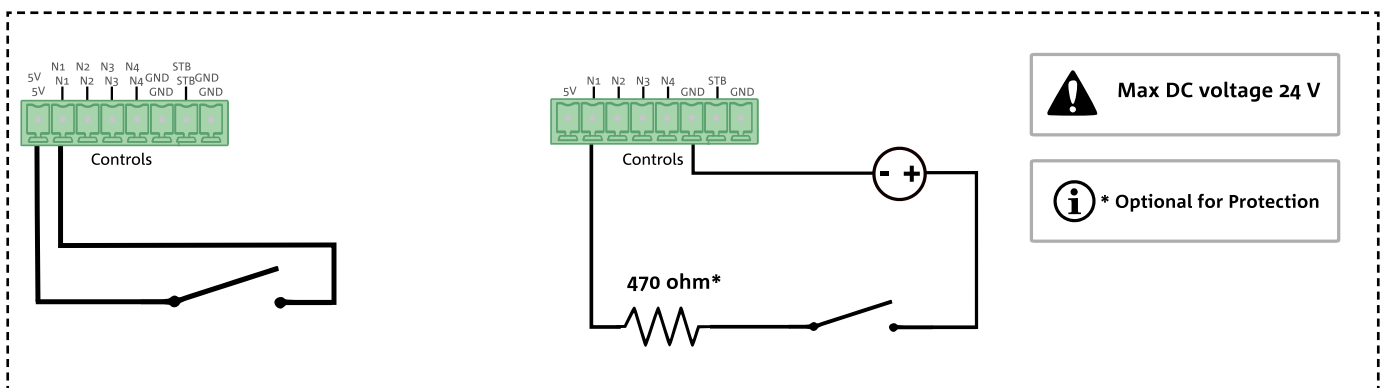 N1 N2 N3 N4 STB
5V GND GND
5V N1 N2 N3 N4 GND STB GND
Controls
5V N1 N2 N3 N4 GND STB GND
Controls
- +
470 ohm*
Max DC voltage 24 V
* Optional for Protection